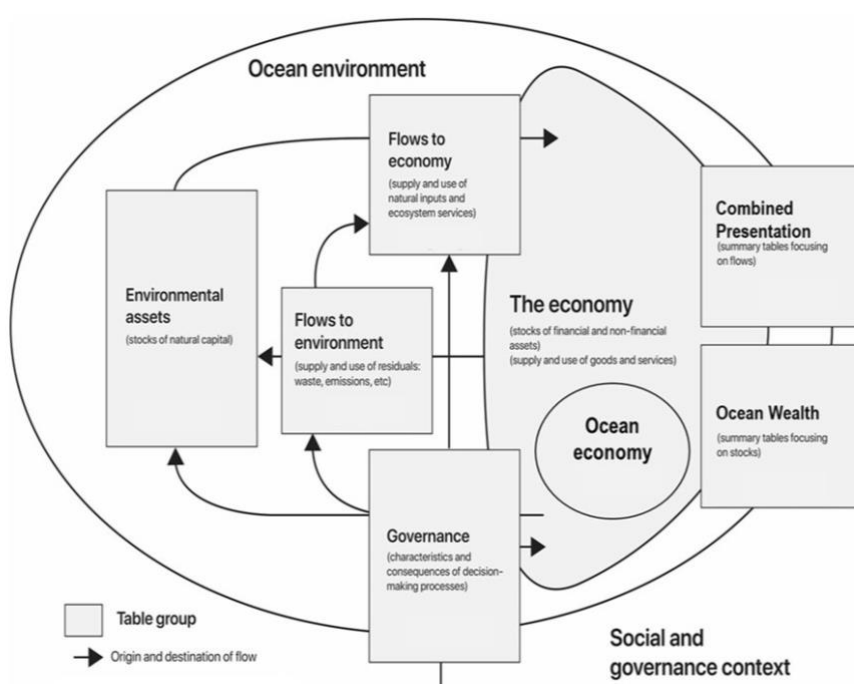 Ocean environment
Flows to
economy
(supply and use of
natural inputs and
ecosystem services)
Environmental
assets
(stocks of natural capital)
Flows to
environment
(supply and use of residuals:
waste, emissions, etc)
The economy
(stocks of financial and non-financial
assets)
(supply and use of goods and services)
Ocean
economy
Combined
Presentation
(summary tables focusing
on flows)
Ocean Wealth
(summary tables focusing
on stocks)
Governance
(characteristics and
consequences of decision-
making processes)
Table group
Origin and destination of flow
Social and
governance context